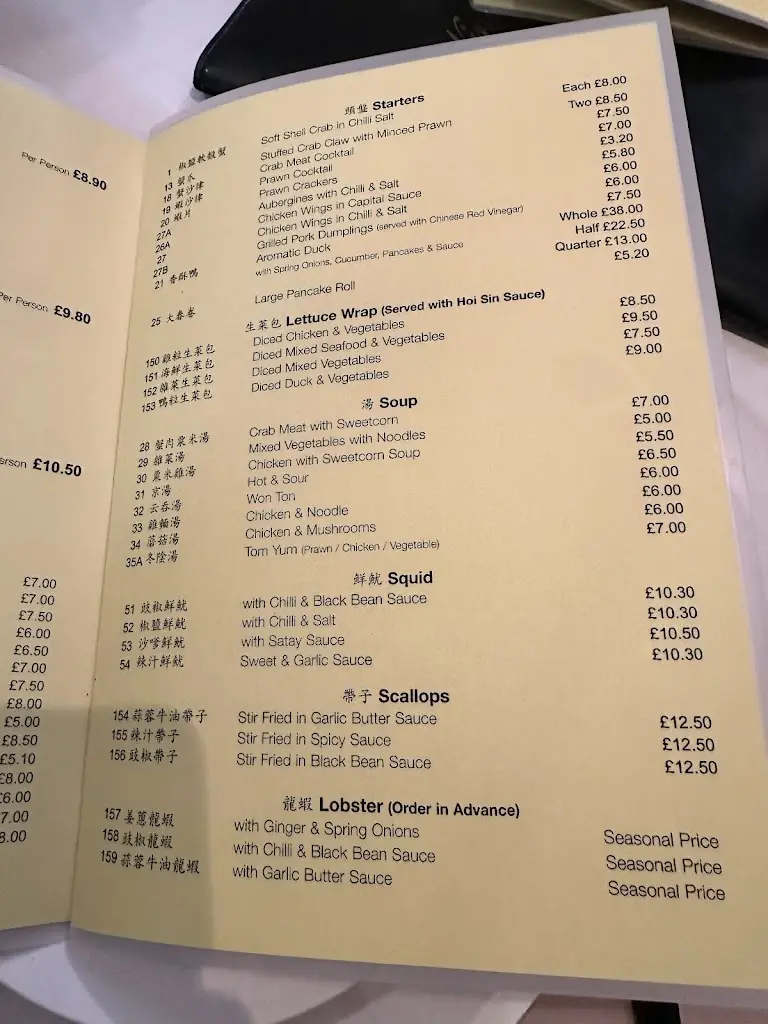 Per Person £8.90
Per Person £9.80
erson £10.50
£7.00
£7.00
£7.50
£6.00
£6.50
£7.00
£7.50
£8.00
£5.00
£8.50
£5.10
£8.00
£6.00
7.00
8.00
頭盤 Starters
1 椒鹽軟殼蟹 Soft Shell Crab in Chilli Salt Each £8.00
13 蟹爪 Stuffed Crab Claw with Minced Prawn Two £8.50
18 蟹沙律 Crab Meat Cocktail £7.50
19 蝦沙律 Prawn Cocktail £7.00
20 蝦片 Prawn Crackers £3.20
27A Aubergines with Chilli & Salt £5.80
26A Chicken Wings in Capital Sauce £6.00
27 Chicken Wings in Chilli & Salt £6.00
27B Grilled Pork Dumplings (served with Chinese Red Vinegar) £7.50
21 香酥鴨 Aromatic Duck Whole £38.00
with Spring Onions, Cucumber, Pancakes & Sauce Half £22.50
Quarter £13.00
25 大春卷 Large Pancake Roll £5.20
生菜包 Lettuce Wrap (Served with Hoi Sin Sauce)
150 雞粒生菜包 Diced Chicken & Vegetables £8.50
151 海鮮生菜包 Diced Mixed Seafood & Vegetables £9.50
152 雜菜生菜包 Diced Mixed Vegetables £7.50
153 鴨粒生菜包 Diced Duck & Vegetables £9.00
湯 Soup
28 蟹肉粟米湯 Crab Meat with Sweetcorn £7.00
29 雜菜湯 Mixed Vegetables with Noodles £5.00
30 粟米雞湯 Chicken with Sweetcorn Soup £5.50
31 京湯 Hot & Sour £6.50
32 云吞湯 Won Ton £6.00
33 雞麵湯 Chicken & Noodle £6.00
34 蘑菇湯 Chicken & Mushrooms £6.00
35A 冬陰湯 Tom Yum (Prawn / Chicken / Vegetable) £7.00
鮮魷 Squid
51 豉椒鮮魷 with Chilli & Black Bean Sauce £10.30
52 椒鹽鮮魷 with Chilli & Salt £10.30
53 沙嗲鮮魷 with Satay Sauce £10.50
54 辣汁鮮魷 Sweet & Garlic Sauce £10.30
帶子 Scallops
154 蒜蓉牛油帶子 Stir Fried in Garlic Butter Sauce £12.50
155 辣汁帶子 Stir Fried in Spicy Sauce £12.50
156 豉椒帶子 Stir Fried in Black Bean Sauce £12.50
龍蝦 Lobster (Order in Advance)
157 姜蔥龍蝦 with Ginger & Spring Onions Seasonal Price
158 豉椒龍蝦 with Chilli & Black Bean Sauce Seasonal Price
159 蒜蓉牛油龍蝦 with Garlic Butter Sauce Seasonal Price